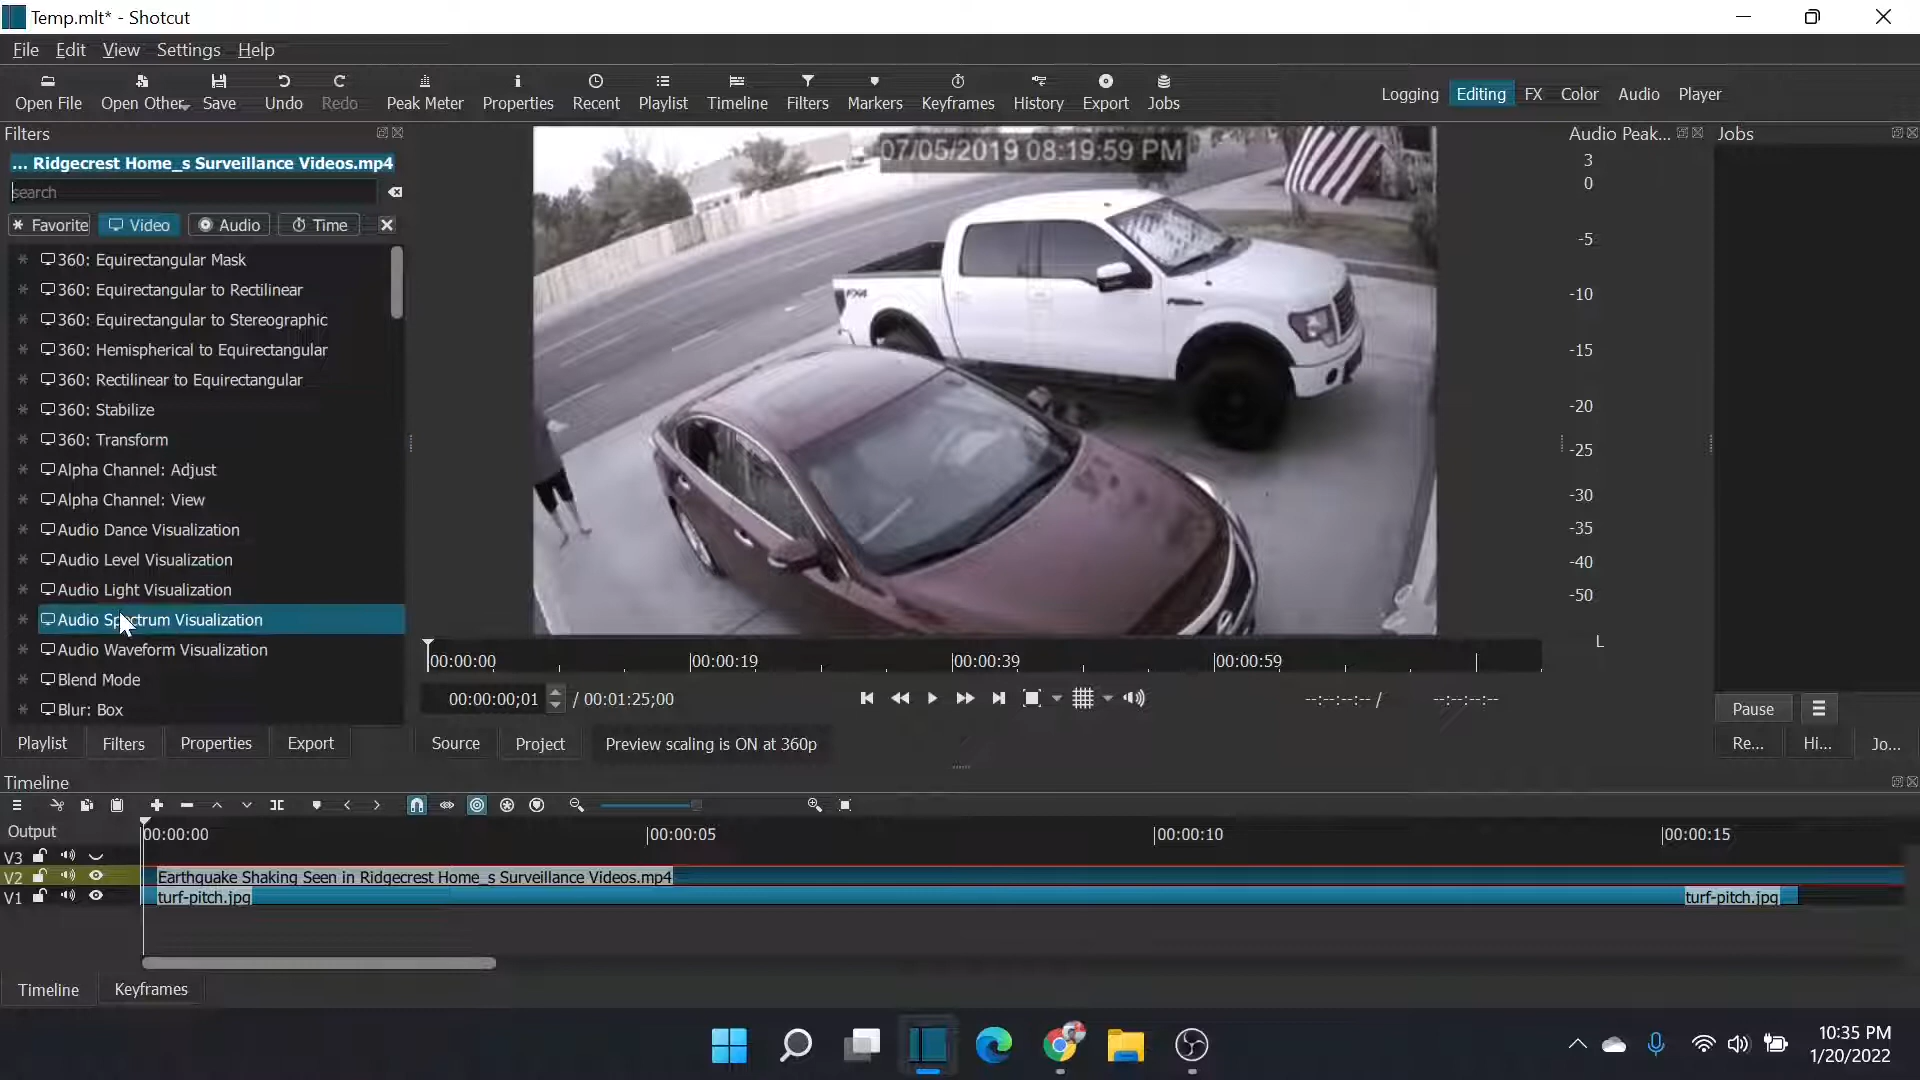 Temp.mlt* - Shotcut
File Edit View Settings Help
Open File Open Other Save Undo Redo Peak Meter Properties Recent Playlist Timeline Filters Markers Keyframes History Export Jobs Logging Editing FX Color Audio Player
Filters
... Ridgecrest Home_s Surveillance Videos.mp4
search
Favorite Video Audio Time
360: Equirectangular Mask
360: Equirectangular to Rectilinear
360: Equirectangular to Stereographic
360: Hemispherical to Equirectangular
360: Rectilinear to Equirectangular
360: Stabilize
360: Transform
Alpha Channel: Adjust
Alpha Channel: View
Audio Dance Visualization
Audio Level Visualization
Audio Light Visualization
Audio Spectrum Visualization
Audio Waveform Visualization
Blend Mode
Blur: Box
Playlist Filters Properties Export
07/05/2019 08:19:59 PM
FX4
00:00:00 00:00:19 00:00:39 00:00:59
00:00:00;01 / 00:01:25;00 --:--:--:-- / --:--:--:--
Source Project Preview scaling is ON at 360p
Audio Peak...
3
0
-5
-10
-15
-20
-25
-30
-35
-40
-50
L
Jobs
Pause
Re... Hi... Jo...
Timeline
Output
00:00:00 00:00:05 00:00:10 00:00:15
V3
V2 Earthquake Shaking Seen in Ridgecrest Home_s Surveillance Videos.mp4
V1 turf-pitch.jpg turf-pitch.jpg
Timeline Keyframes
10:35 PM
1/20/2022